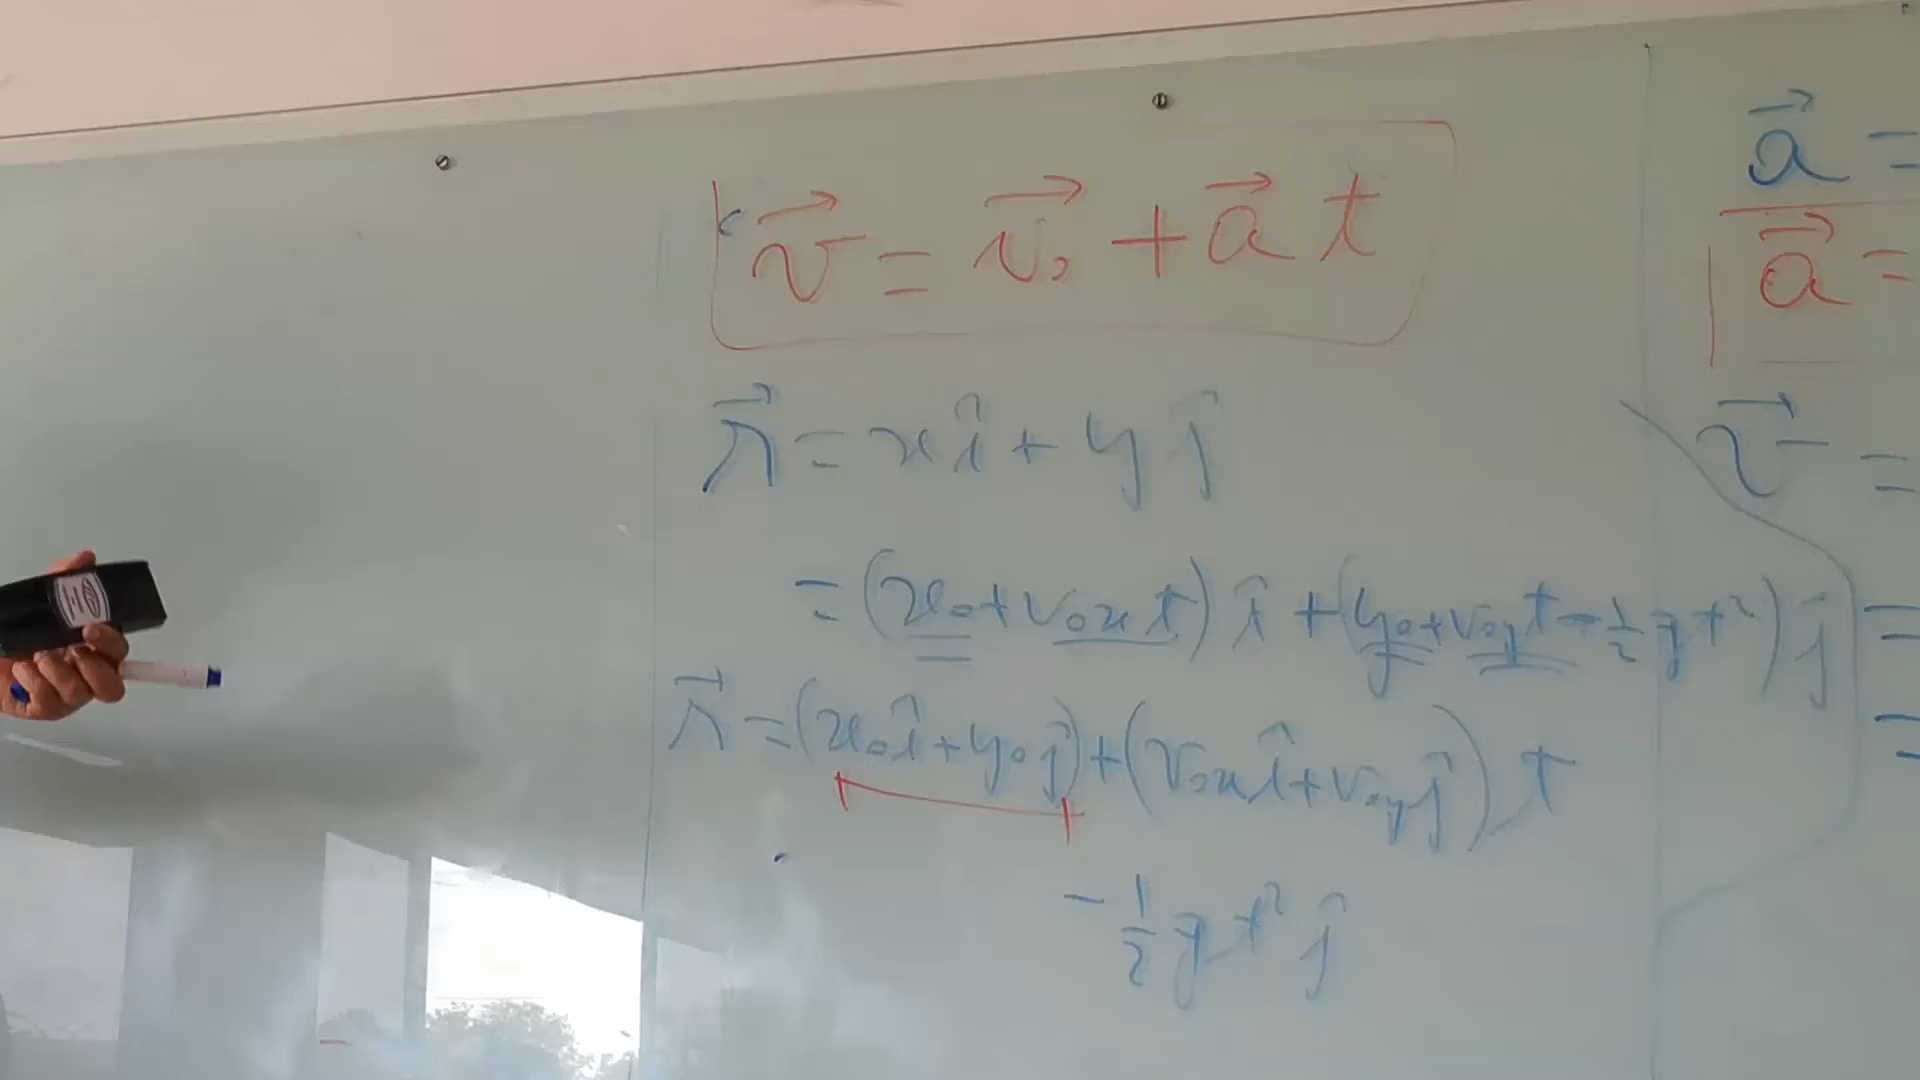 v⃗ = v⃗₀ + a⃗ t
r⃗ = x î + y ĵ
= (x₀ + v₀ₓ t) î + (y₀ + v₀ᵧ t - ½ g t²) ĵ
r⃗ = (x₀ î + y₀ ĵ) + (v₀ₓ î + v₀ᵧ ĵ) t
- ½ g t² ĵ
a⃗ =
a⃗ =
v⃗ =
=
=